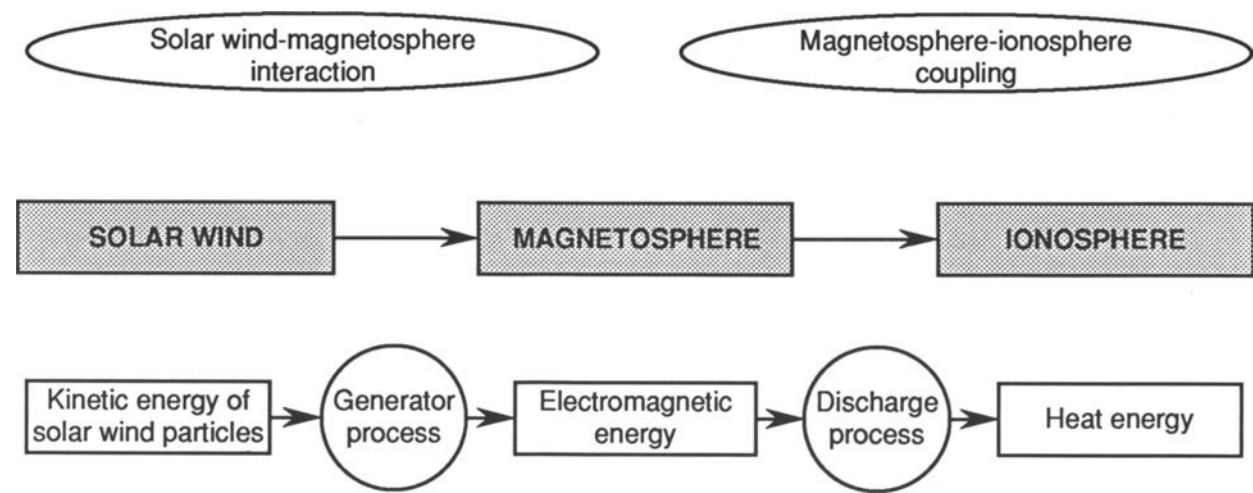 Solar wind-magnetosphere
interaction
Magnetosphere-ionosphere
coupling
SOLAR WIND
MAGNETOSPHERE
IONOSPHERE
Kinetic energy of
solar wind particles
Generator
process
Electromagnetic
energy
Discharge
process
Heat energy